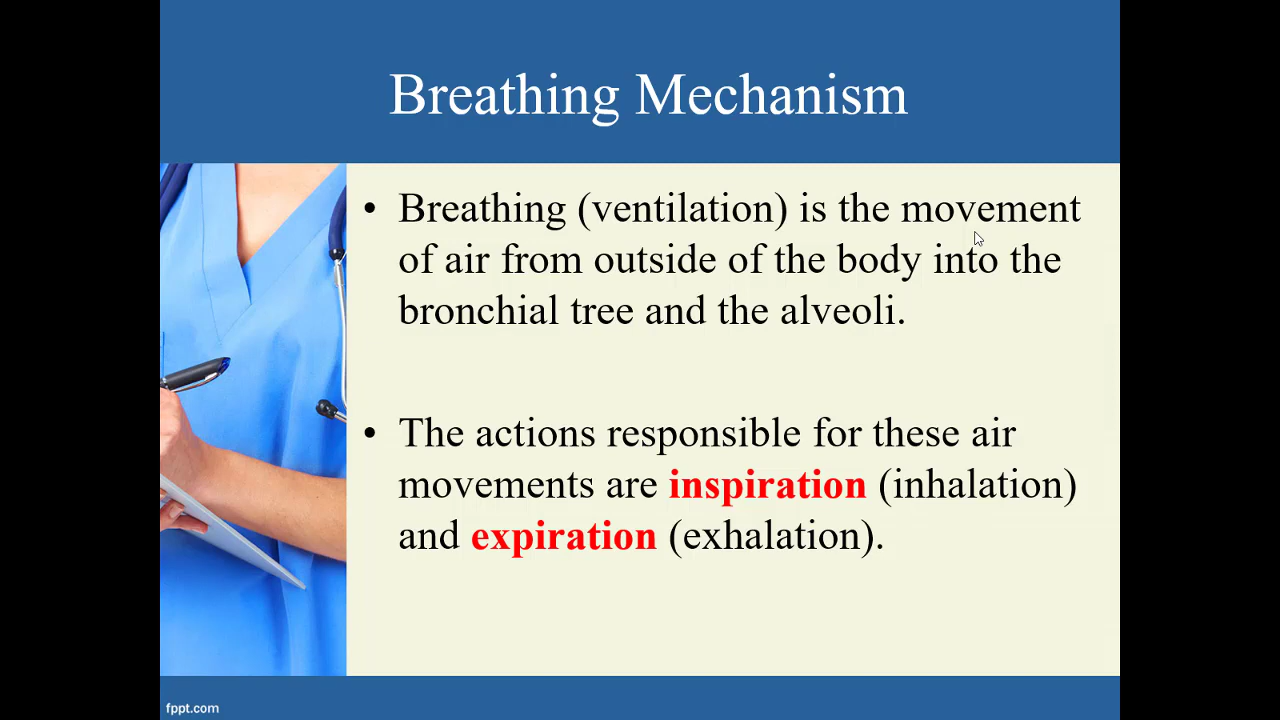 Breathing Mechanism
• Breathing (ventilation) is the movement
of air from outside of the body into the
bronchial tree and the alveoli.
• The actions responsible for these air
movements are inspiration (inhalation)
and expiration (exhalation).
fppt.com